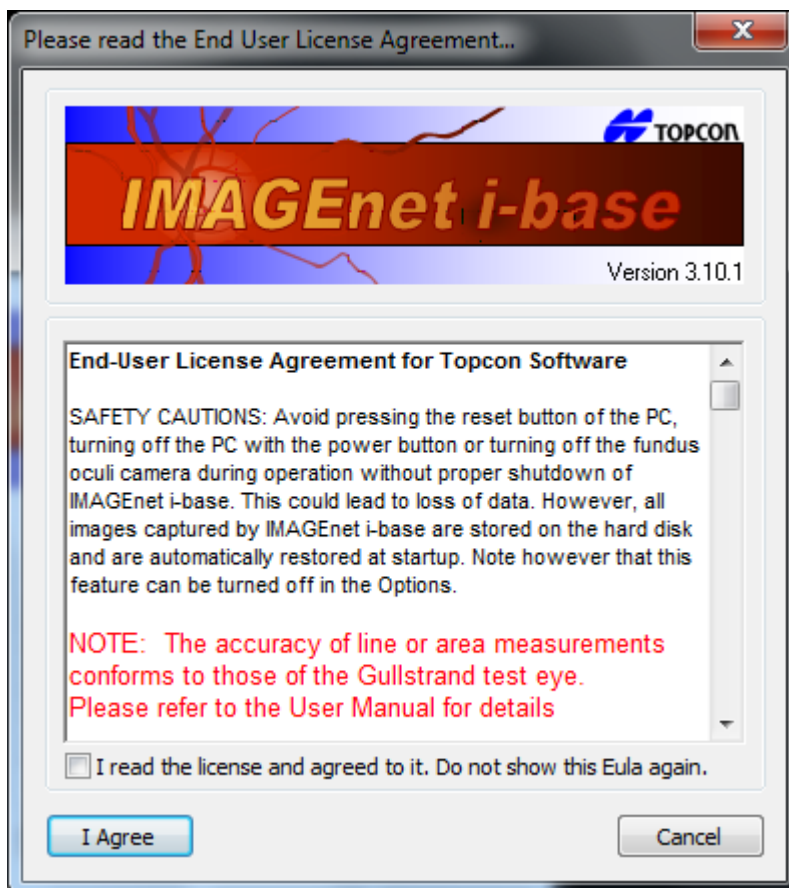 Please read the End User License Agreement...
TOPCON
IMAGEnet i-base
Version 3.10.1
End-User License Agreement for Topcon Software
SAFETY CAUTIONS: Avoid pressing the reset button of the PC,
turning off the PC with the power button or turning off the fundus
oculi camera during operation without proper shutdown of
IMAGEnet i-base. This could lead to loss of data. However, all
images captured by IMAGEnet i-base are stored on the hard disk
and are automatically restored at startup. Note however that this
feature can be turned off in the Options.
NOTE: The accuracy of line or area measurements
conforms to those of the Gullstrand test eye.
Please refer to the User Manual for details
I read the license and agreed to it. Do not show this Eula again.
I Agree
Cancel